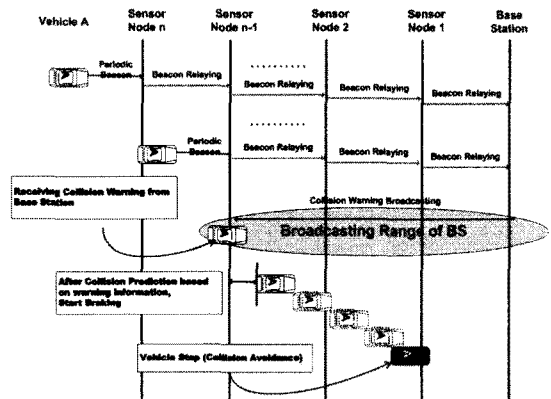 Vehicle A
Sensor
Node n
Sensor
Node n-1
Sensor
Node 2
Sensor
Node 1
Base
Station
Periodic
Beacon
Beacon Relaying
Beacon Relaying
Beacon Relaying
Beacon Relaying
Periodic
Beacon
Beacon Relaying
Beacon Relaying
Beacon Relaying
Receiving Collision Warning from
Base Station
Collision Warning Broadcasting
Broadcasting Range of BS
After Collision Prediction based
on warning information,
Start Braking
Vehicle Stop (Collision Avoidance)